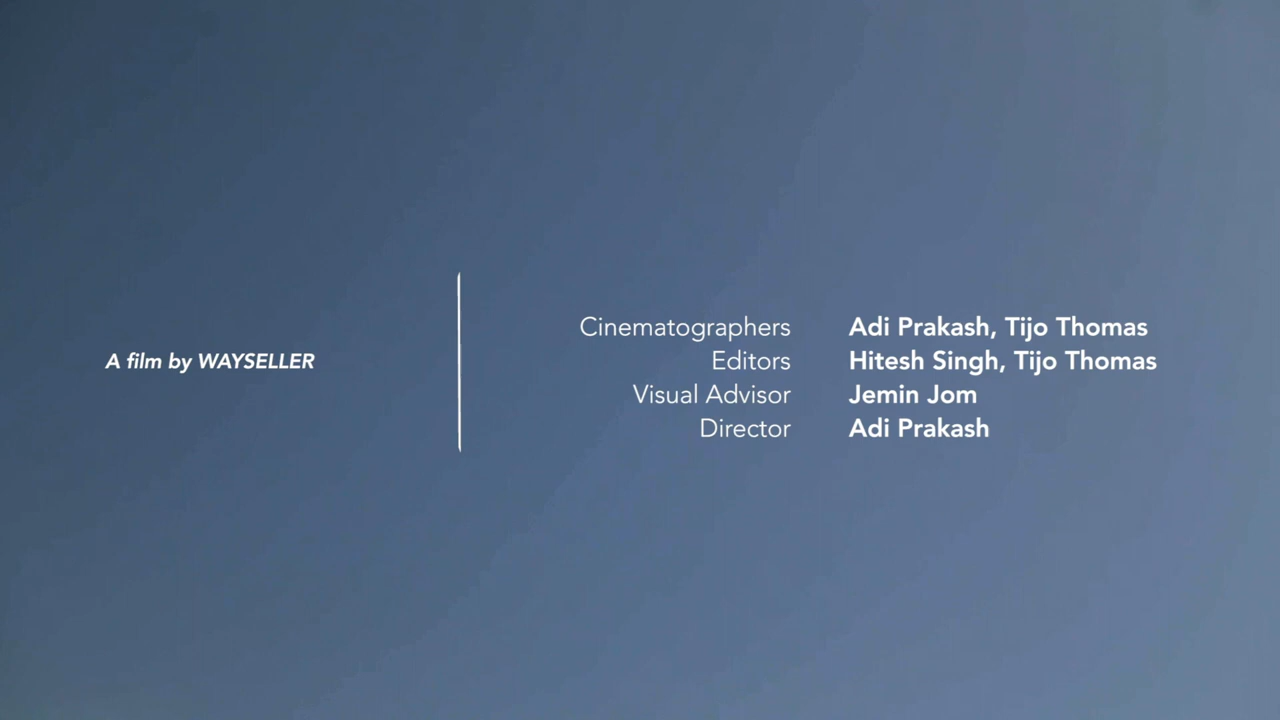 A film by WAYSELLER
Cinematographers Adi Prakash, Tijo Thomas
Editors Hitesh Singh, Tijo Thomas
Visual Advisor Jemin Jom
Director Adi Prakash